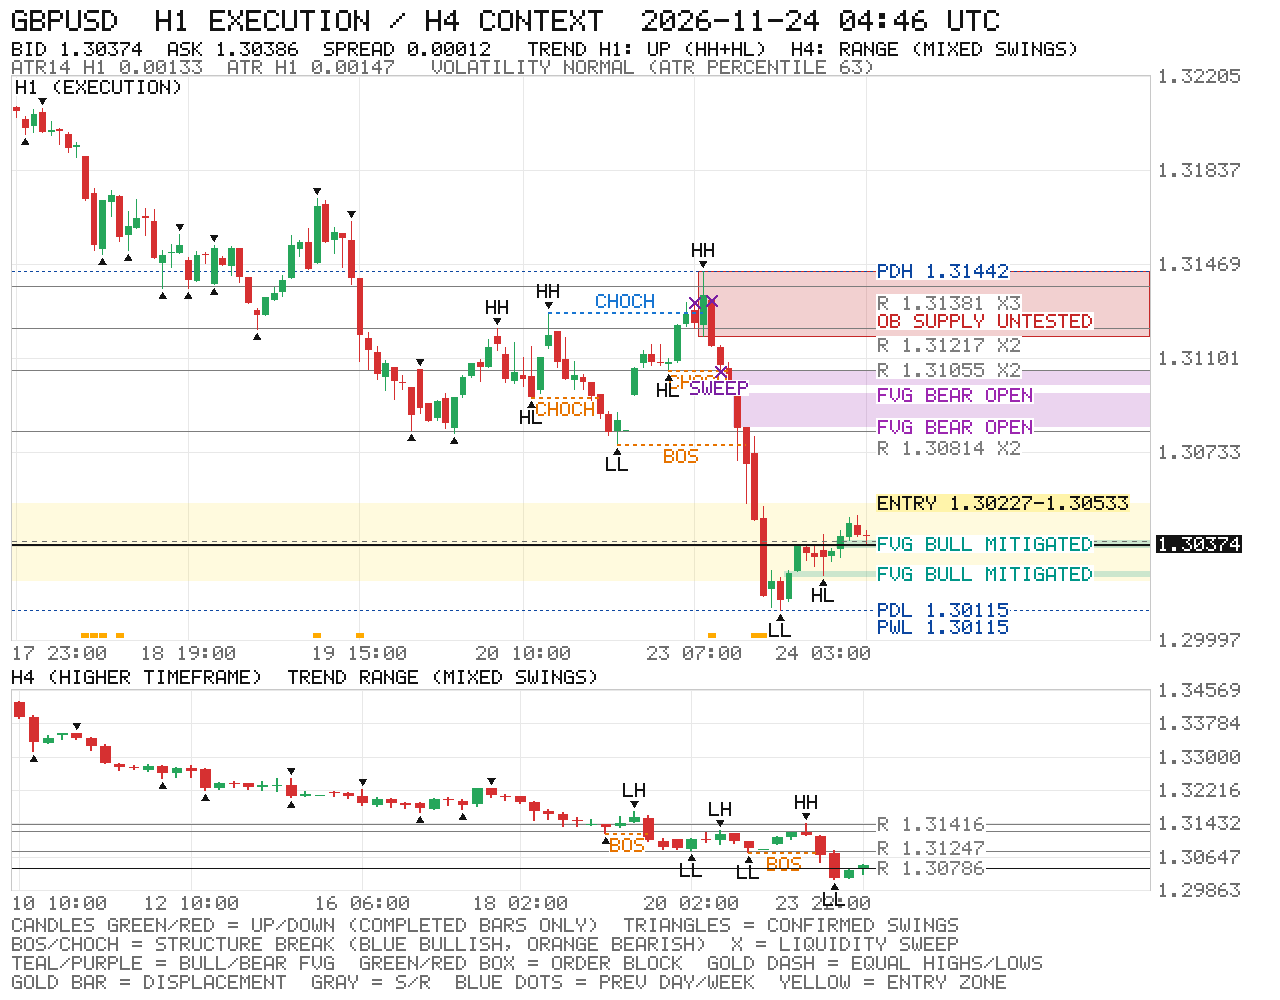 GBPUSD  H1 EXECUTION / H4 CONTEXT  2026-11-24 04:46 UTC
BID 1.30374  ASK 1.30386  SPREAD 0.00012  TREND H1: UP (HH+HL)  H4: RANGE (MIXED SWINGS)
ATR14 H1 0.00133  ATR H1 0.00147  VOLATILITY NORMAL (ATR PERCENTILE 63)
1.32205
H1 (EXECUTION)
1.31837
HH
1.31469
PDH 1.31442
HH
HH
CHOCH
R 1.31381 X3
OB SUPPLY UNTESTED
R 1.31217 X2
1.31101
R 1.31055 X2
HL
SWEEP
FVG BEAR OPEN
HL
CHOCH
FVG BEAR OPEN
R 1.30814 X2
LL
BOS
1.30733
ENTRY 1.30227-1.30533
FVG BULL MITIGATED
1.30374
FVG BULL MITIGATED
HL
PDL 1.30115
LL
PWL 1.30115
1.29997
17 23:00  18 19:00  19 15:00  20 10:00  23 07:00  24 03:00
H4 (HIGHER TIMEFRAME)  TREND RANGE (MIXED SWINGS)
1.34569
1.33784
1.33000
1.32216
LH
LH
HH
R 1.31416
1.31432
BOS
R 1.31247
1.30647
LL
LL
BOS
R 1.30786
1.29863
LL
10 10:00  12 10:00  16 06:00  18 02:00  20 02:00  23 22:00
CANDLES GREEN/RED = UP/DOWN (COMPLETED BARS ONLY)  TRIANGLES = CONFIRMED SWINGS
BOS/CHOCH = STRUCTURE BREAK (BLUE BULLISH, ORANGE BEARISH)  X = LIQUIDITY SWEEP
TEAL/PURPLE = BULL/BEAR FVG  GREEN/RED BOX = ORDER BLOCK  GOLD DASH = EQUAL HIGHS/LOWS
GOLD BAR = DISPLACEMENT  GRAY = S/R  BLUE DOTS = PREV DAY/WEEK  YELLOW = ENTRY ZONE